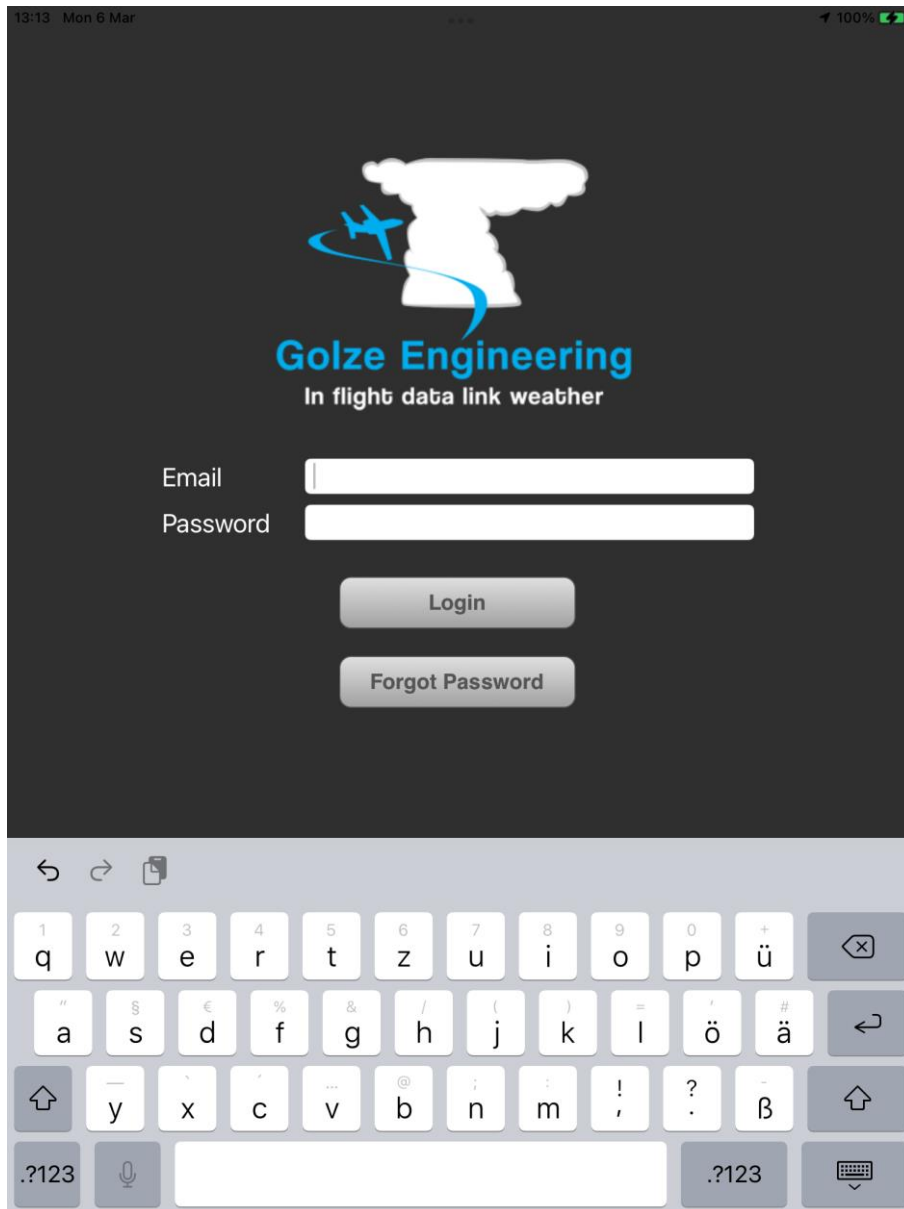 13:13 Mon 6 Mar 100%
Golze Engineering
In flight data link weather
Email
Password
Login
Forgot Password
1 2 3 4 5 6 7 8 9 0 +
q w e r t z u i o p ü
" § € % & / ( ) = ' #
a s d f g h j k l ö ä
— ` ´ ... @ ; : ! ? -
y x c v b n m , . ß
.?123 .?123